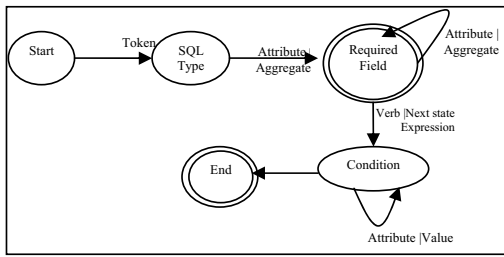 Start
Token
SQL
Type
Attribute |
Aggregate
Required
Field
Attribute |
Aggregate
Verb |Next state
Expression
End
Condition
Attribute |Value